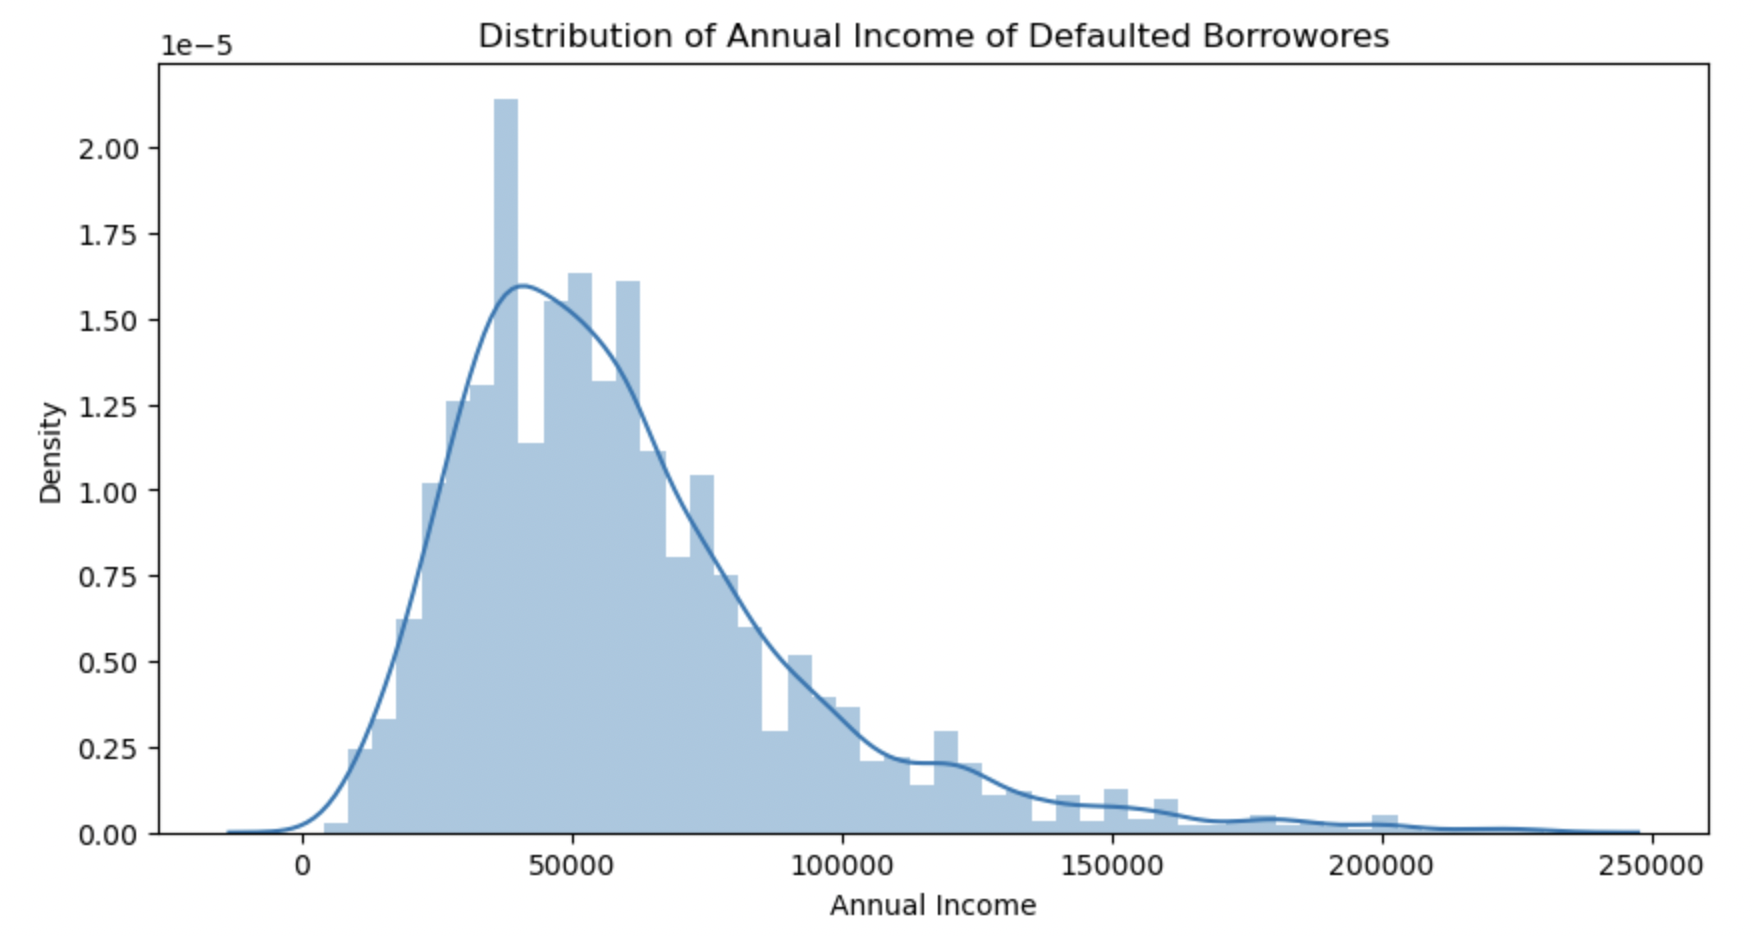 Distribution of Annual Income of Defaulted Borrowores
1e−5
2.00
1.75
1.50
1.25
1.00
0.75
0.50
0.25
0.00
Density
0 50000 100000 150000 200000 250000
Annual Income